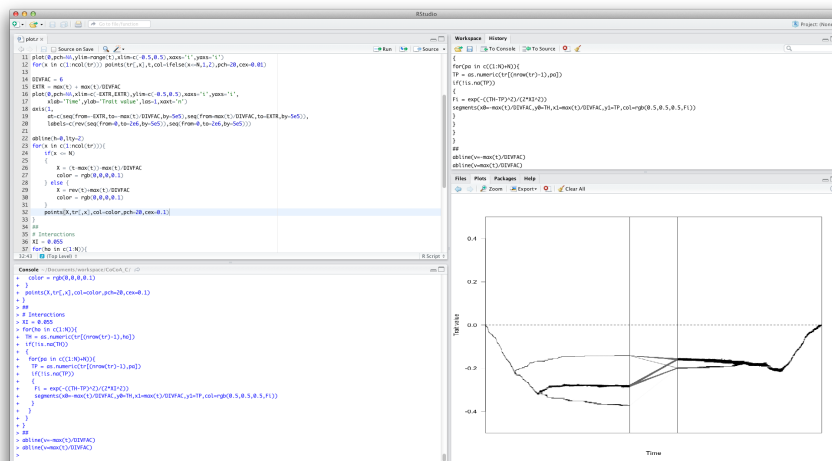 RStudio
Go to file/function
Project: (None
plot.r
Source on Save
Run
Source
11 plot(0,pch=NA,ylim=range(t),xlim=c(-0.5,0.5),xaxs='i',yaxs='i')
12 for(x in c(1:ncol(tr))) points(tr[,x],t,col=ifelse(x==N,1,2),pch=20,cex=0.01)
13
14 DIVFAC = 6
15 EXTR = max(t) + max(t)/DIVFAC
16 plot(0,pch=NA,xlim=c(-EXTR,EXTR),ylim=c(-0.5,0.5),xaxs='i',yaxs='i',
17 xlab='Time',ylab='Trait value',las=1,xaxt='n')
18 axis(1,
19 at=c(seq(from=-EXTR,to=-max(t)/DIVFAC,by=5e5),seq(from=max(t)/DIVFAC,to=EXTR,by=5e5)),
20 labels=c(rev(seq(from=0,to=2e6,by=5e5)),seq(from=0,to=2e6,by=5e5)))
21
22 abline(h=0,lty=2)
23 for(x in c(1:ncol(tr))){
24 if(x <= N)
25 {
26 X = (t-max(t))-max(t)/DIVFAC
27 color = rgb(0,0,0,0.1)
28 } else {
29 X = rev(t)+max(t)/DIVFAC
30 color = rgb(0,0,0,0.1)
31 }
32 points(X,tr[,x],col=color,pch=20,cex=0.1)
33 }
34 ##
35 # Interactions
36 XI = 0.055
37 for(ha in c(1:N)){
32:43 (Top Level)
R Script
Console ~/Documents/workspace/CoCoA_C/
+ color = rgb(0,0,0,0.1)
+ }
+ points(X,tr[,x],col=color,pch=20,cex=0.1)
+ }
> ##
> # Interactions
> XI = 0.055
> for(ha in c(1:N)){
+ TH = as.numeric(tr[(nrow(tr)-1),ha])
+ if(!is.na(TH))
+ {
+ for(pa in c((1:N)+N)){
+ TP = as.numeric(tr[(nrow(tr)-1),pa])
+ if(!is.na(TP))
+ {
+ Fi = exp(-((TH-TP)^2)/(2*XI^2))
+ segments(x0=-max(t)/DIVFAC,y0=TH,x1=max(t)/DIVFAC,y1=TP,col=rgb(0.5,0.5,0.5,Fi))
+ }
+ }
+ }
+ }
> ##
> abline(v=-max(t)/DIVFAC)
> abline(v=max(t)/DIVFAC)
>
Workspace History
To Console
To Source
{
for(pa in c((1:N)+N)){
TP = as.numeric(tr[(nrow(tr)-1),pa])
if(!is.na(TP))
{
Fi = exp(-((TH-TP)^2)/(2*XI^2))
segments(x0=-max(t)/DIVFAC,y0=TH,x1=max(t)/DIVFAC,y1=TP,col=rgb(0.5,0.5,0.5,Fi))
}
}
}
}
##
abline(v=-max(t)/DIVFAC)
abline(v=max(t)/DIVFAC)
Files Plots Packages Help
Zoom
Export
Clear All
0.4
0.2
0.0
-0.2
-0.4
Trait value
Time